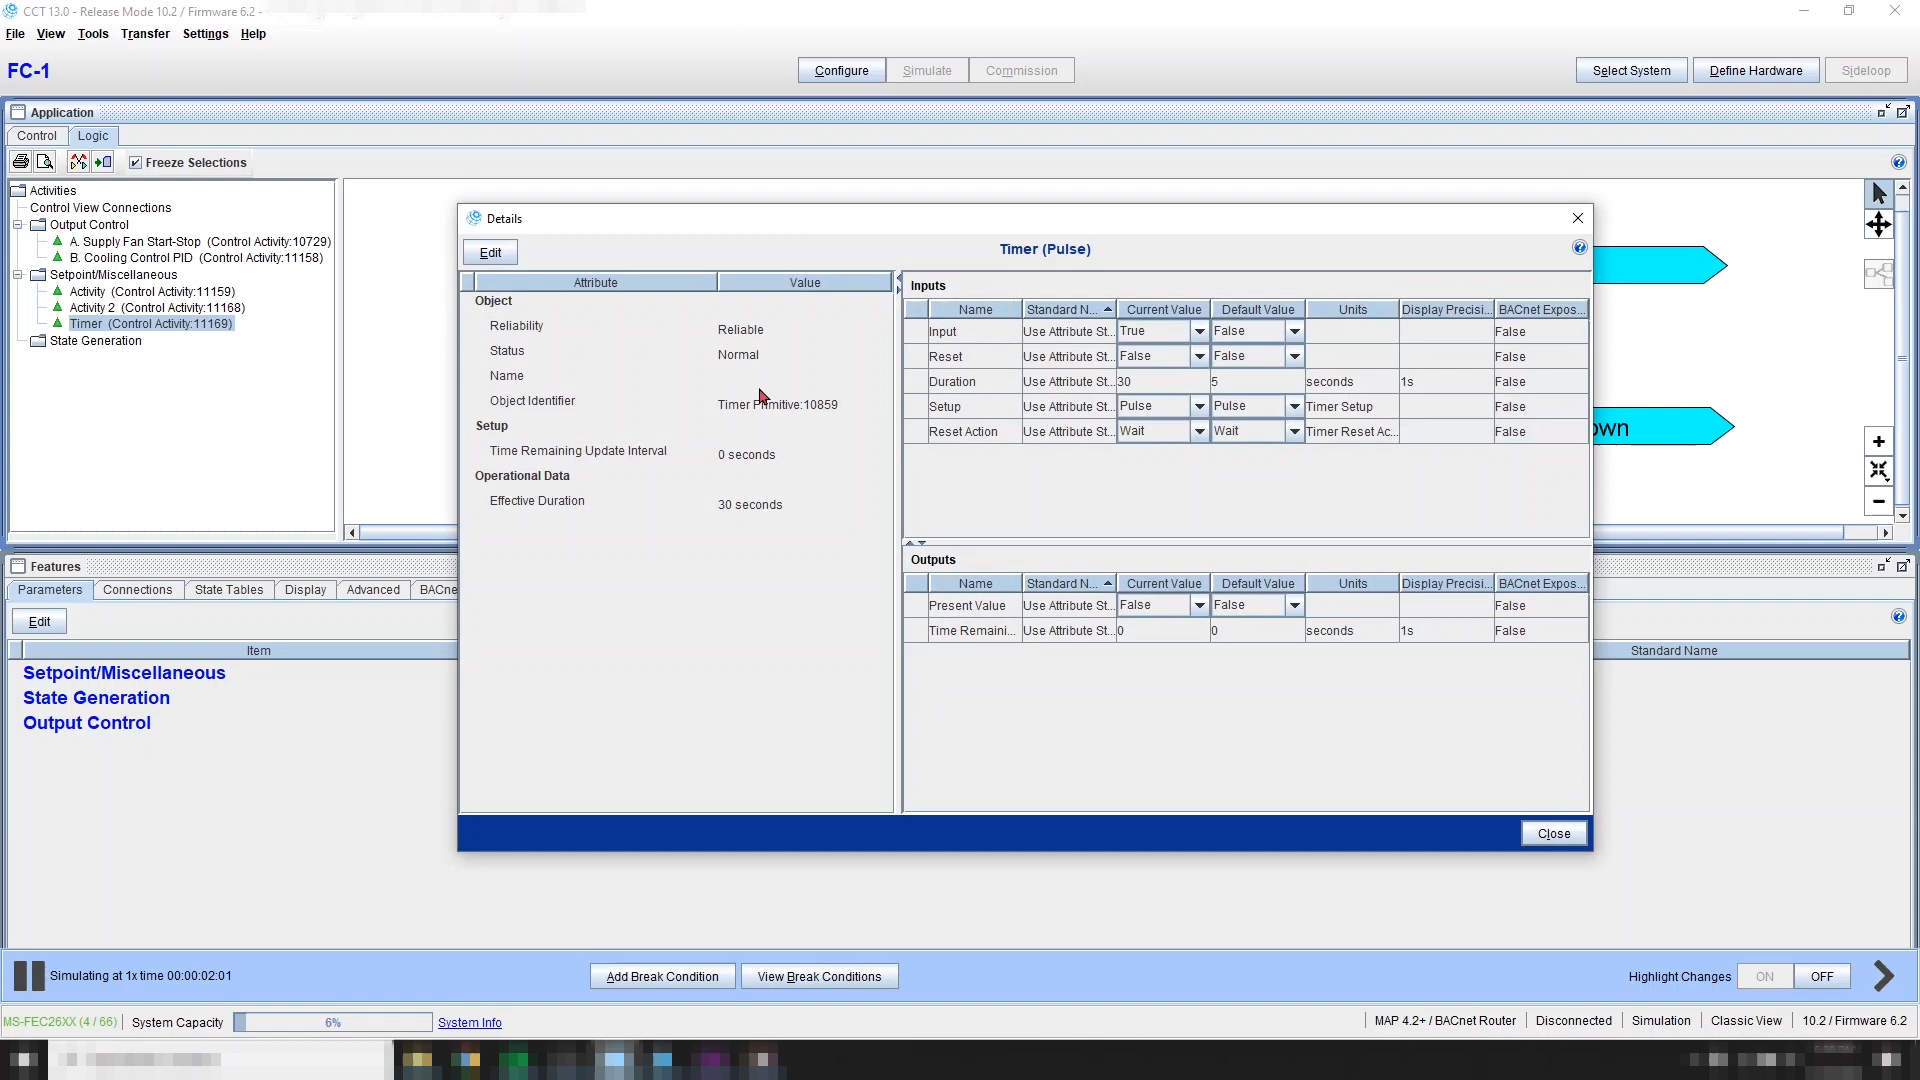 CCT 13.0 - Release Mode 10.2 / Firmware 6.2 -
File View Tools Transfer Settings Help
FC-1
Configure Simulate Commission
Select System Define Hardware Sideloop
Application
Control Logic
Freeze Selections
Activities
Control View Connections
Output Control
A. Supply Fan Start-Stop (Control Activity:10729)
B. Cooling Control PID (Control Activity:11158)
Setpoint/Miscellaneous
Activity (Control Activity:11159)
Activity 2 (Control Activity:11168)
Timer (Control Activity:11169)
State Generation
own
Details
Edit
Timer (Pulse)
Attribute Value
Object
Reliability Reliable
Status Normal
Name
Object Identifier Timer Primitive:10859
Setup
Time Remaining Update Interval 0 seconds
Operational Data
Effective Duration 30 seconds
Inputs
Name Standard N... Current Value Default Value Units Display Precisi... BACnet Expos...
Input Use Attribute St... True False False
Reset Use Attribute St... False False False
Duration Use Attribute St... 30 5 seconds 1s False
Setup Use Attribute St... Pulse Pulse Timer Setup False
Reset Action Use Attribute St... Wait Wait Timer Reset Ac... False
Outputs
Name Standard N... Current Value Default Value Units Display Precisi... BACnet Expos...
Present Value Use Attribute St... False False False
Time Remaini... Use Attribute St... 0 0 seconds 1s False
Close
Features
Parameters Connections State Tables Display Advanced BACne
Edit
Item
Standard Name
Setpoint/Miscellaneous
State Generation
Output Control
Simulating at 1x time 00:00:02:01
Add Break Condition View Break Conditions
Highlight Changes ON OFF
MS-FEC26XX (4 / 66) System Capacity 6% System Info
MAP 4.2+ / BACnet Router Disconnected Simulation Classic View 10.2 / Firmware 6.2